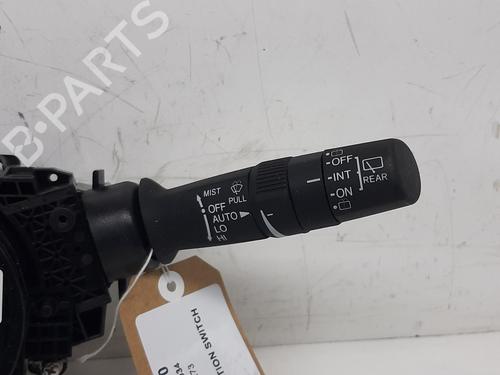 B-PARTS
MIST
PULL
OFF
AUTO
LO
HI
OFF
INT
ON
REAR
TION SWITCH